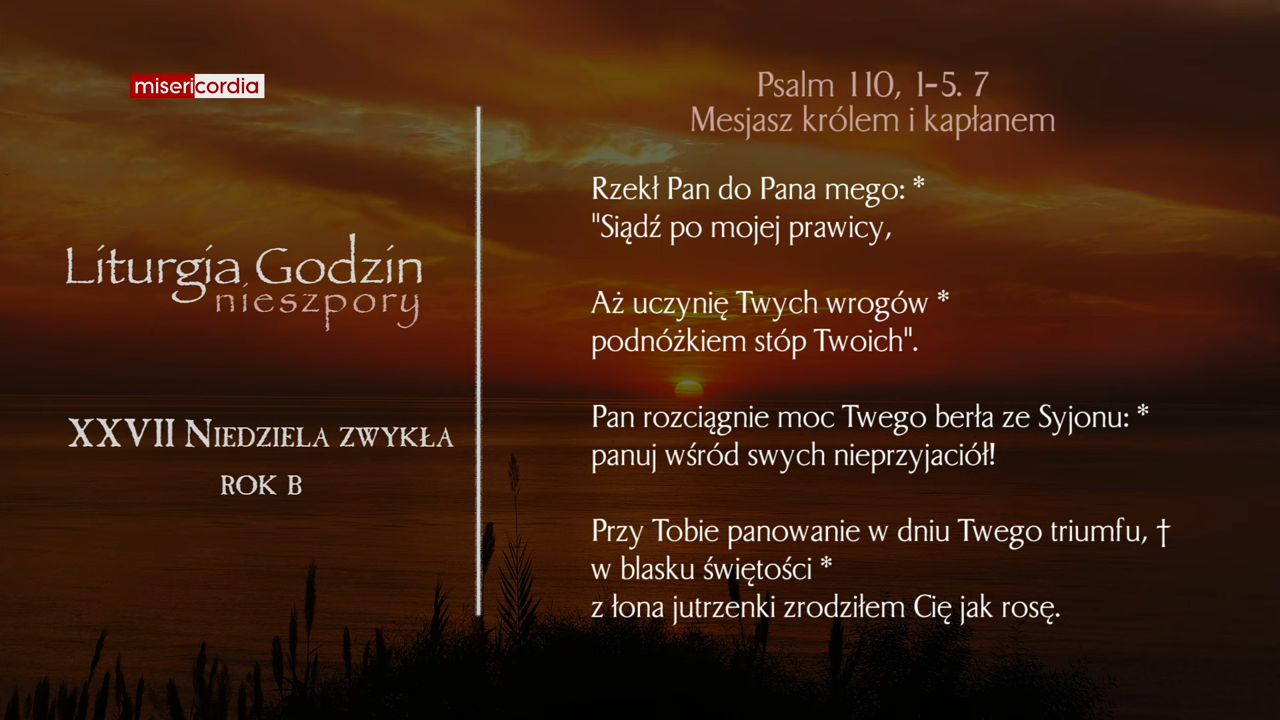 misericordia
Liturgia Godzin
nieszpory
XXVII Niedziela zwykła
rok B
Psalm 110, 1-5. 7
Mesjasz królem i kapłanem
Rzekł Pan do Pana mego: *
"Siądź po mojej prawicy,
Aż uczynię Twych wrogów *
podnóżkiem stóp Twoich".
Pan rozciągnie moc Twego berła ze Syjonu: *
panuj wśród swych nieprzyjaciół!
Przy Tobie panowanie w dniu Twego triumfu, †
w blasku świętości *
z łona jutrzenki zrodziłem Cię jak rosę.